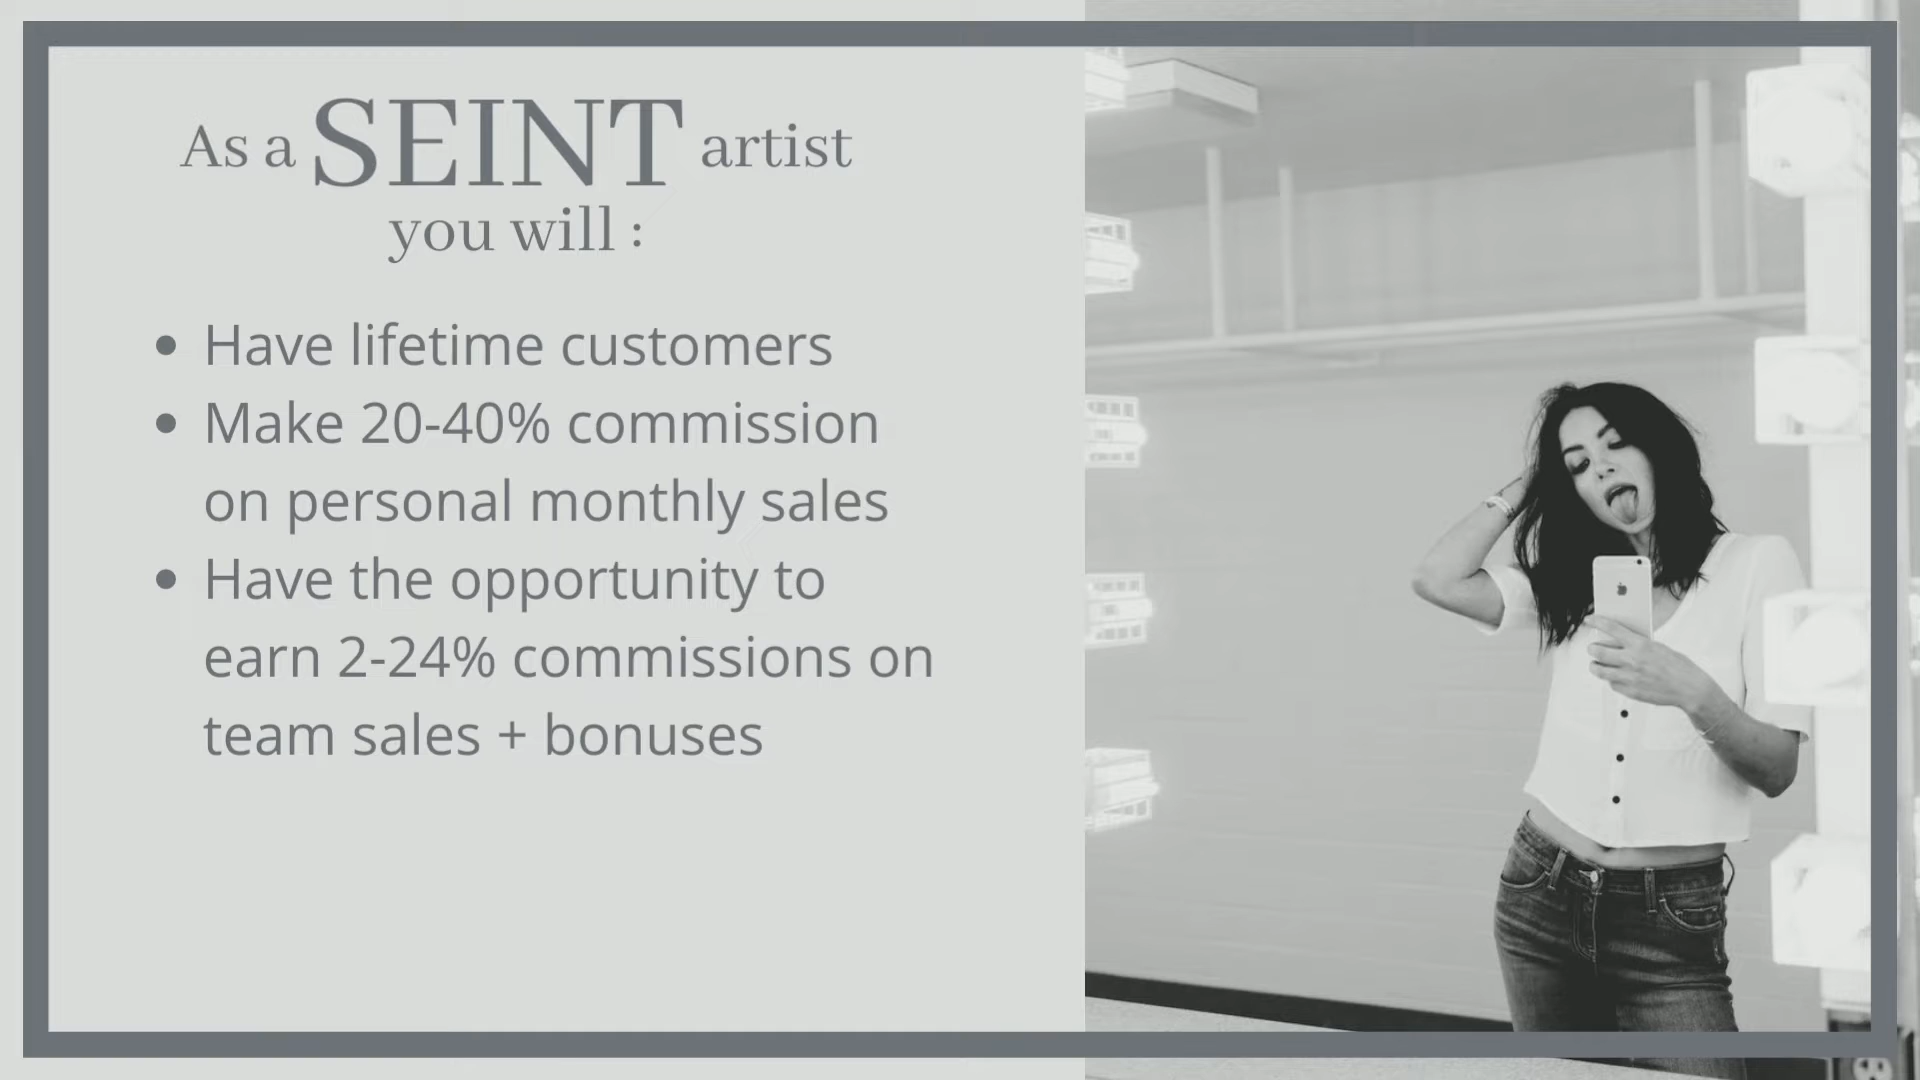 As a SEINT artist
you will :
• Have lifetime customers
• Make 20-40% commission
on personal monthly sales
• Have the opportunity to
earn 2-24% commissions on
team sales + bonuses